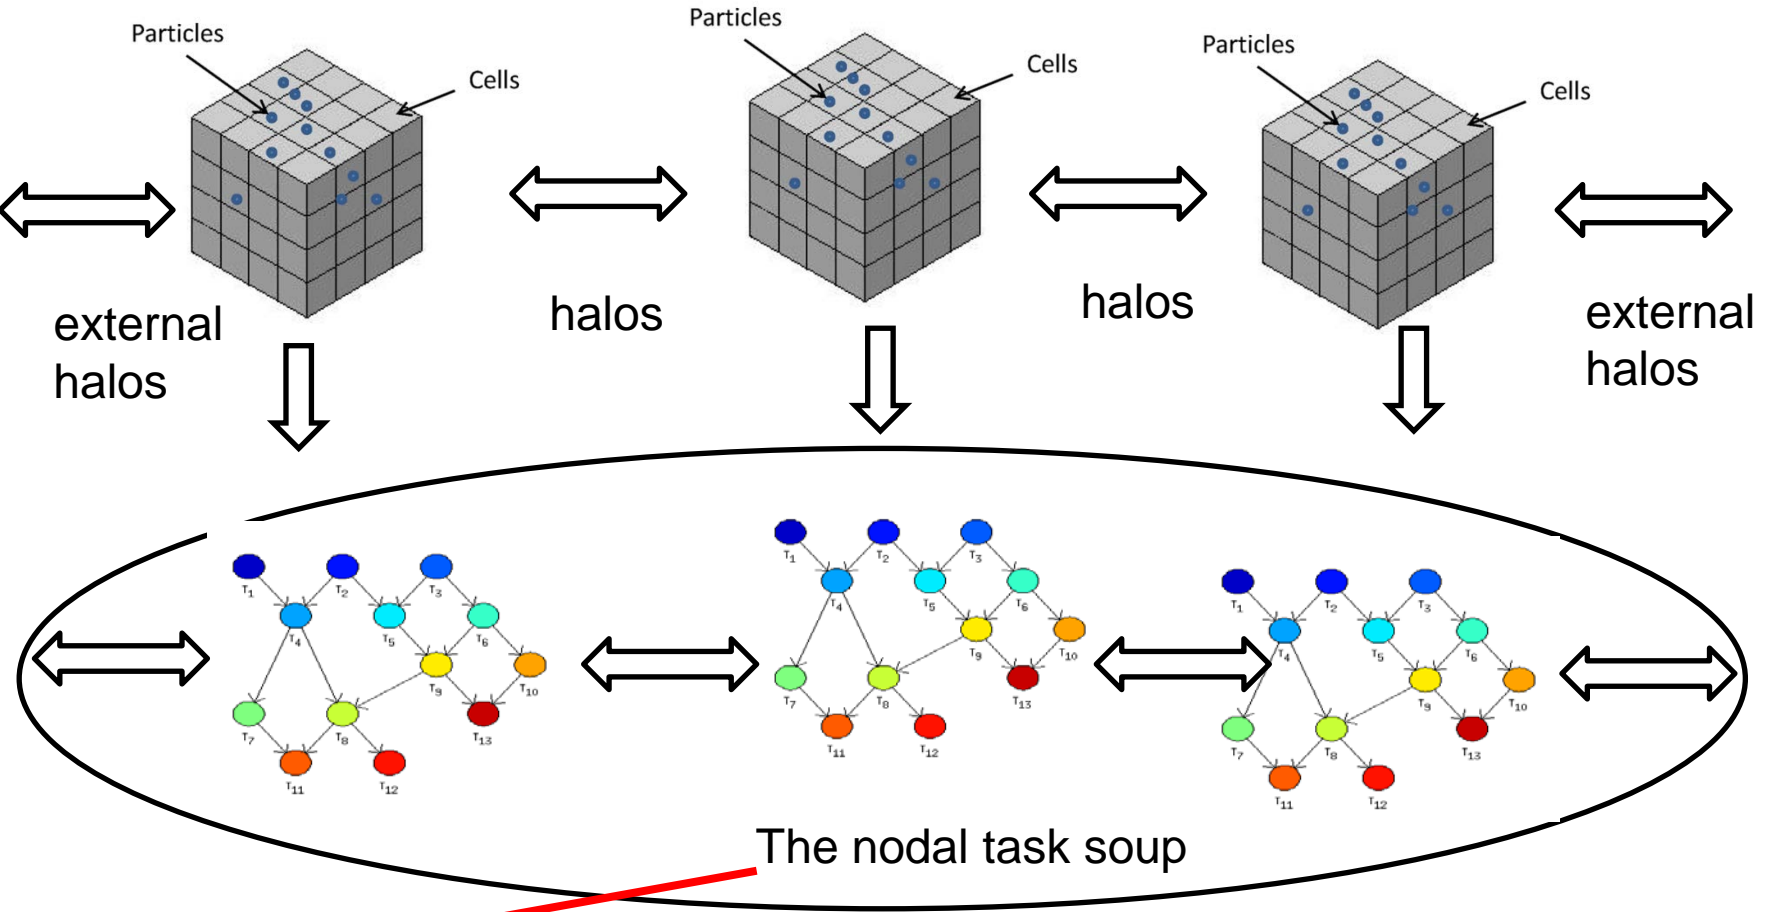 Particles
Cells
Particles
Cells
Particles
Cells
external
halos
halos
halos
external
halos
T1
T2
T3
T4
T5
T6
T9
T10
T7
T8
T13
T11
T12
T1
T2
T3
T4
T5
T6
T9
T10
T7
T8
T13
T11
T12
T1
T2
T3
T4
T5
T6
T9
T10
T7
T8
T13
T11
T12
The nodal task soup